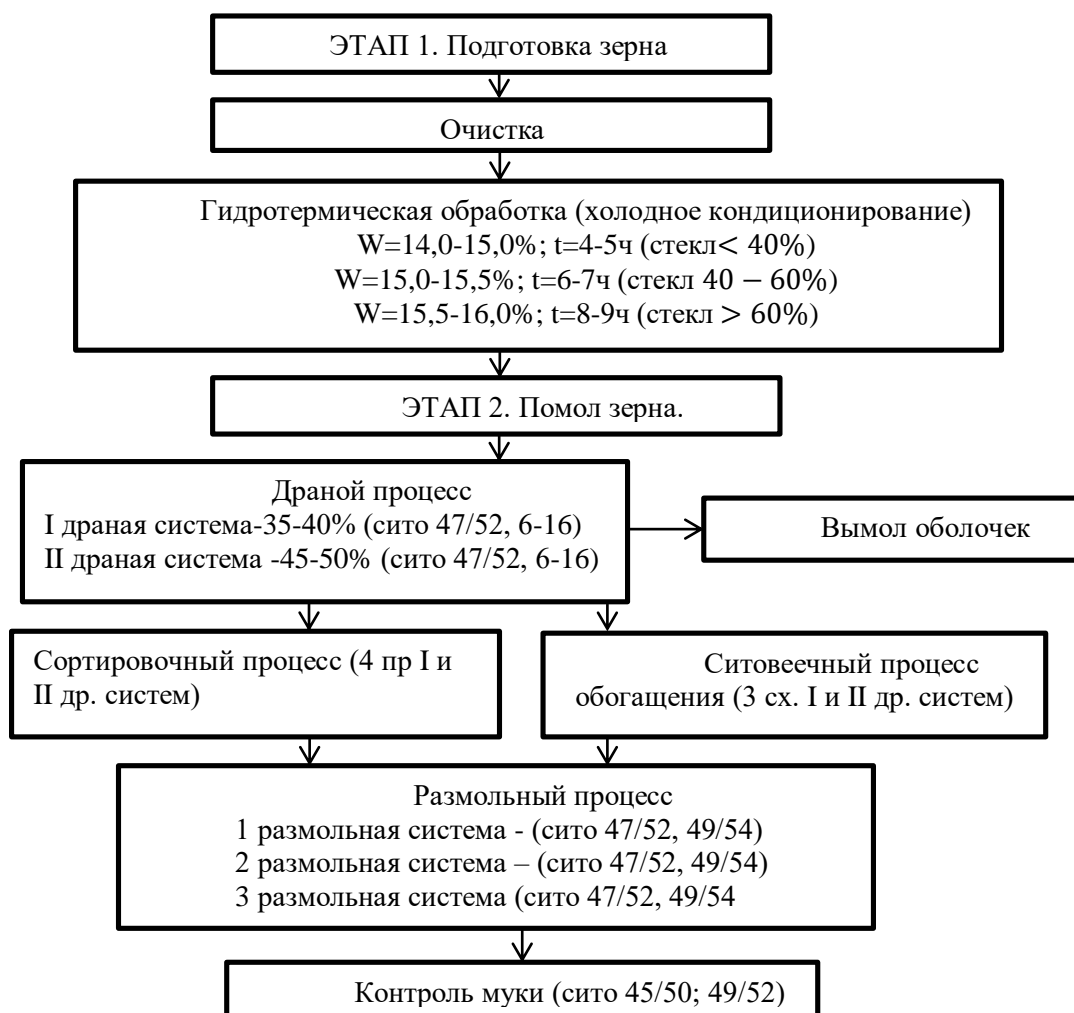 ЭТАП 1. Подготовка зерна
Очистка
Гидротермическая обработка (холодное кондиционирование)
W=14,0-15,0%; t=4-5ч (стекл< 40%)
W=15,0-15,5%; t=6-7ч (стекл 40 − 60%)
W=15,5-16,0%; t=8-9ч (стекл > 60%)
ЭТАП 2. Помол зерна.
Драной процесс
I драная система-35-40% (сито 47/52, 6-16)
II драная система -45-50% (сито 47/52, 6-16)
Вымол оболочек
Сортировочный процесс (4 пр I и
II др. систем)
Ситовеечный процесс
обогащения (3 сх. I и II др. систем)
Размольный процесс
1 размольная система - (сито 47/52, 49/54)
2 размольная система – (сито 47/52, 49/54)
3 размольная система (сито 47/52, 49/54
Контроль муки (сито 45/50; 49/52)